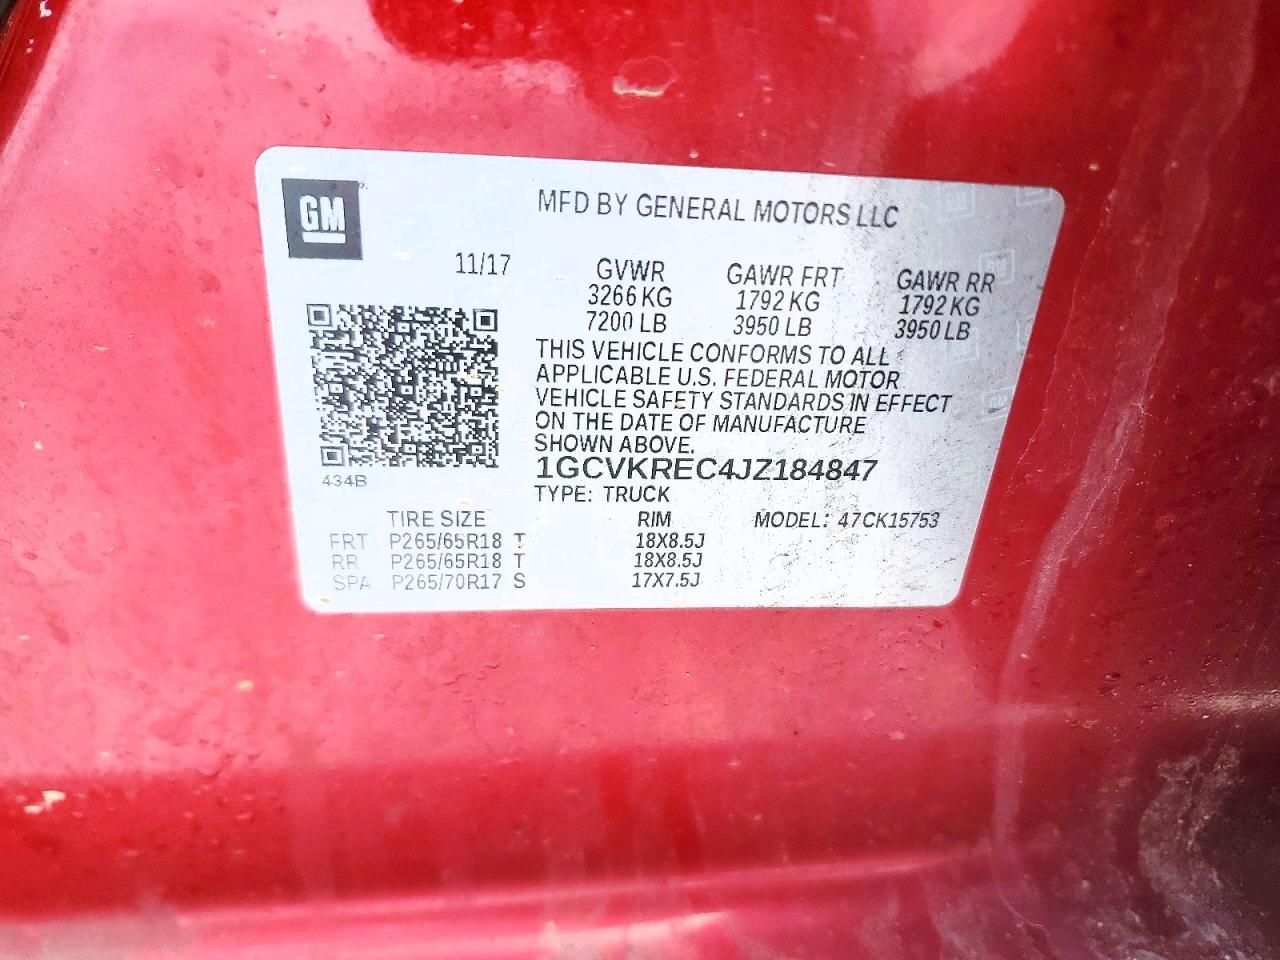 GM
MFD BY GENERAL MOTORS LLC
11/17 GVWR GAWR FRT GAWR RR
3266 KG 1792 KG 1792 KG
7200 LB 3950 LB 3950 LB
THIS VEHICLE CONFORMS TO ALL
APPLICABLE U.S. FEDERAL MOTOR
VEHICLE SAFETY STANDARDS IN EFFECT
ON THE DATE OF MANUFACTURE
SHOWN ABOVE.
1GCVKREC4JZ184847
434B
TYPE: TRUCK
TIRE SIZE RIM MODEL: 47CK15753
FRT P265/65R18 T 18X8.5J
RR P265/65R18 T 18X8.5J
SPA P265/70R17 S 17X7.5J